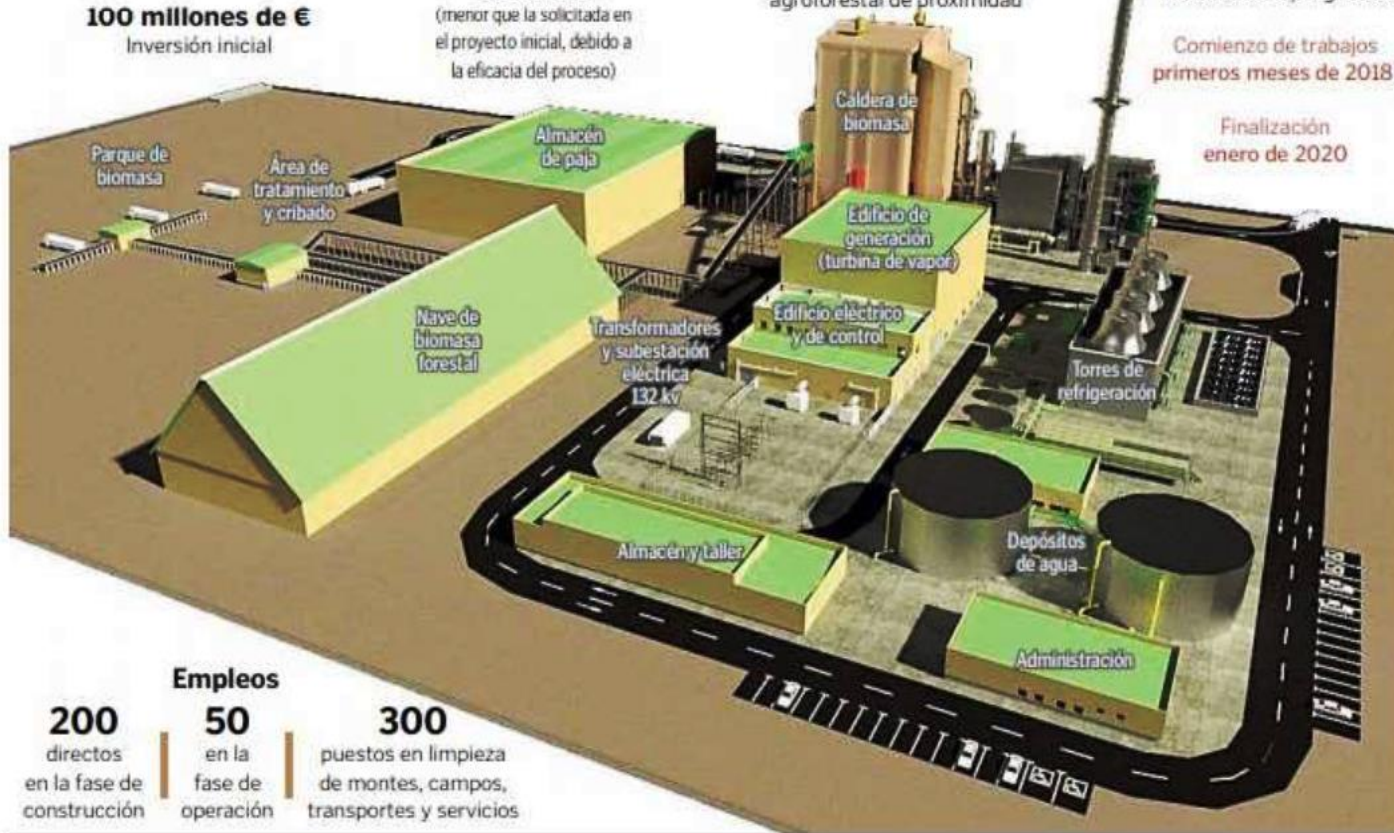 100 millones de €
Inversión inicial
(menor que la solicitada en
el proyecto inicial, debido a
la eficacia del proceso)
agroforestal de proximidad
Comienzo de trabajos
primeros meses de 2018
Finalización
enero de 2020
Parque de
biomasa
Área de
tratamiento
y cribado
Almacén
de paja
Caldera de
biomasa
Edificio de
generación
(turbina de vapor)
Nave de
biomasa
forestal
Transformadores
y subestación
eléctrica
132 kv
Edificio eléctrico
y de control
Torres de
refrigeración
Almacén y taller
Depósitos
de agua
Administración
Empleos
200
directos
en la fase de
construcción
50
en la
fase de
operación
300
puestos en limpieza
de montes, campos,
transportes y servicios